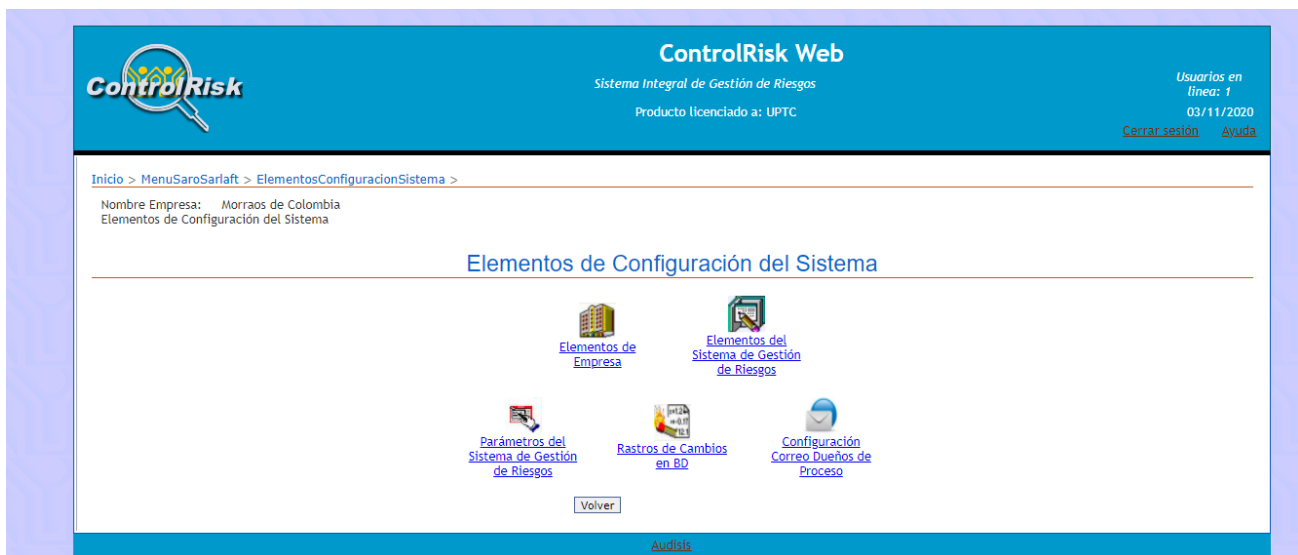 ControlRisk
ControlRisk Web
Sistema Integral de Gestión de Riesgos
Producto licenciado a: UPTC
Usuarios en
línea: 1
03/11/2020
Cerrar sesión Ayuda
Inicio > MenuSaroSarlaft > ElementosConfiguracionSistema >
Nombre Empresa: Morraos de Colombia
Elementos de Configuración del Sistema
Elementos de Configuración del Sistema
Elementos de
Empresa
Elementos del
Sistema de Gestión
de Riesgos
Parámetros del
Sistema de Gestión
de Riesgos
Rastros de Cambios
en BD
Configuración
Correo Dueños de
Proceso
Volver
Audisis